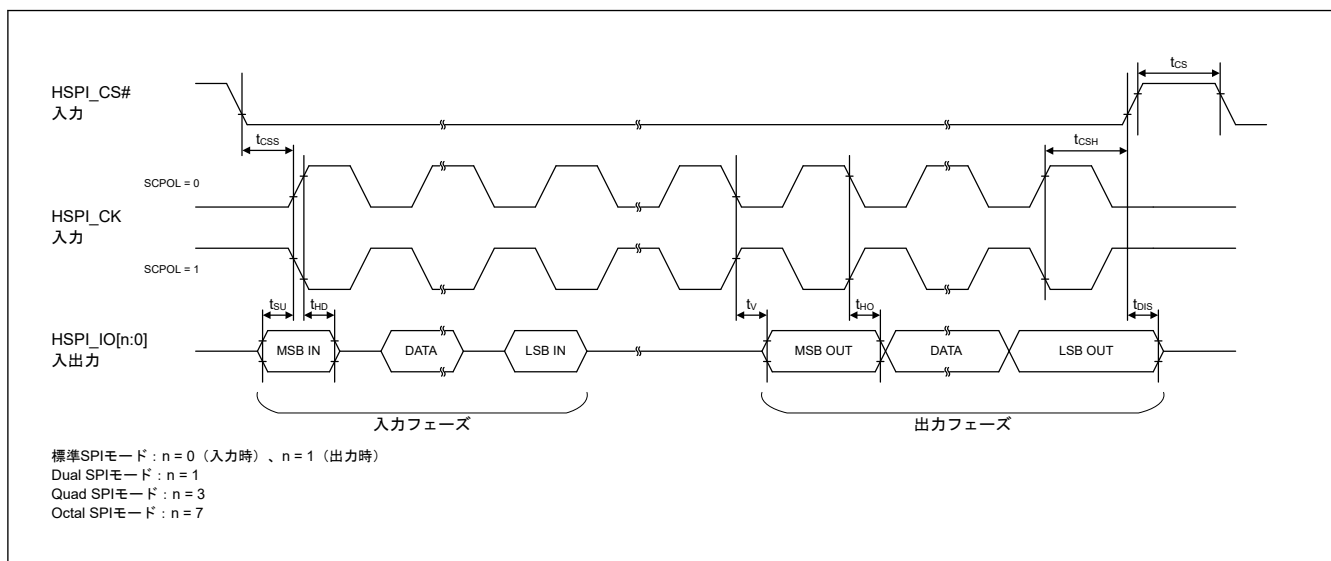 HSPI_CS#
入力
tCS
tCSS
tCSH
SCPOL = 0
HSPI_CK
入力
SCPOL = 1
tSU
tHD
tV
tHO
tDIS
HSPI_IO[n:0]
入出力
MSB IN
DATA
LSB IN
MSB OUT
DATA
LSB OUT
入力フェーズ
出力フェーズ
標準SPIモード：n = 0（入力時）、n = 1（出力時）
Dual SPIモード：n = 1
Quad SPIモード：n = 3
Octal SPIモード：n = 7